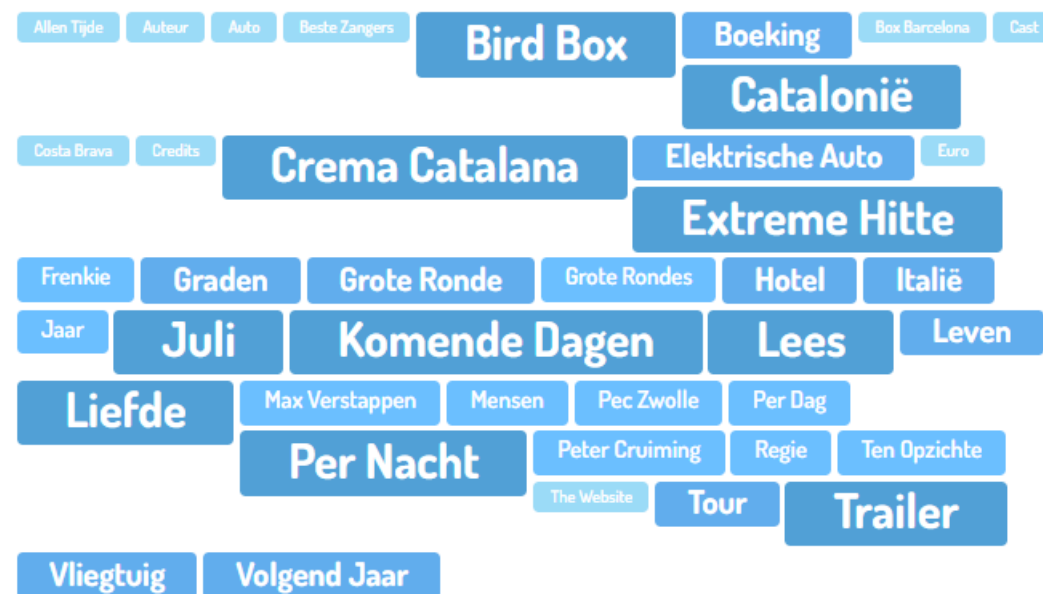 Allen Tijde Auteur Auto Beste Zangers Bird Box Boeking Box Barcelona Cast
Catalonië
Costa Brava Credits Crema Catalana Elektrische Auto Euro
Extreme Hitte
Frenkie Graden Grote Ronde Grote Rondes Hotel Italië
Jaar Juli Komende Dagen Lees Leven
Liefde Max Verstappen Mensen Pec Zwolle Per Dag
Per Nacht Peter Cruiming Regie Ten Opzichte
The Website Tour Trailer
Vliegtuig Volgend Jaar